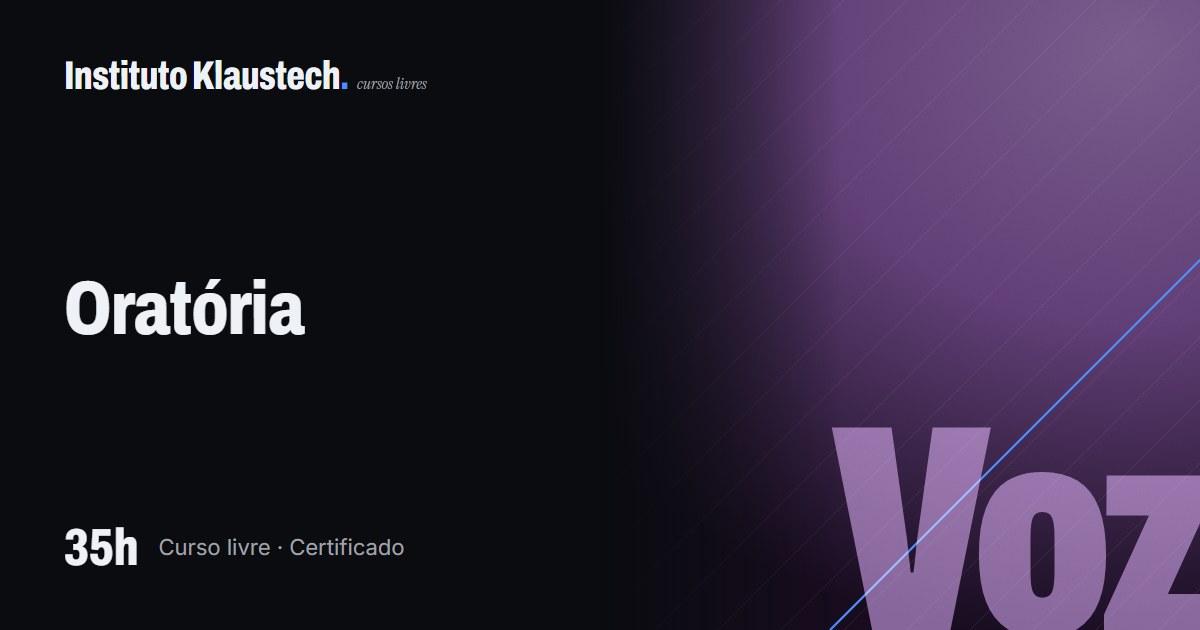 Instituto Klaustech. cursos livres
Oratória
35h Curso livre · Certificado
Voz